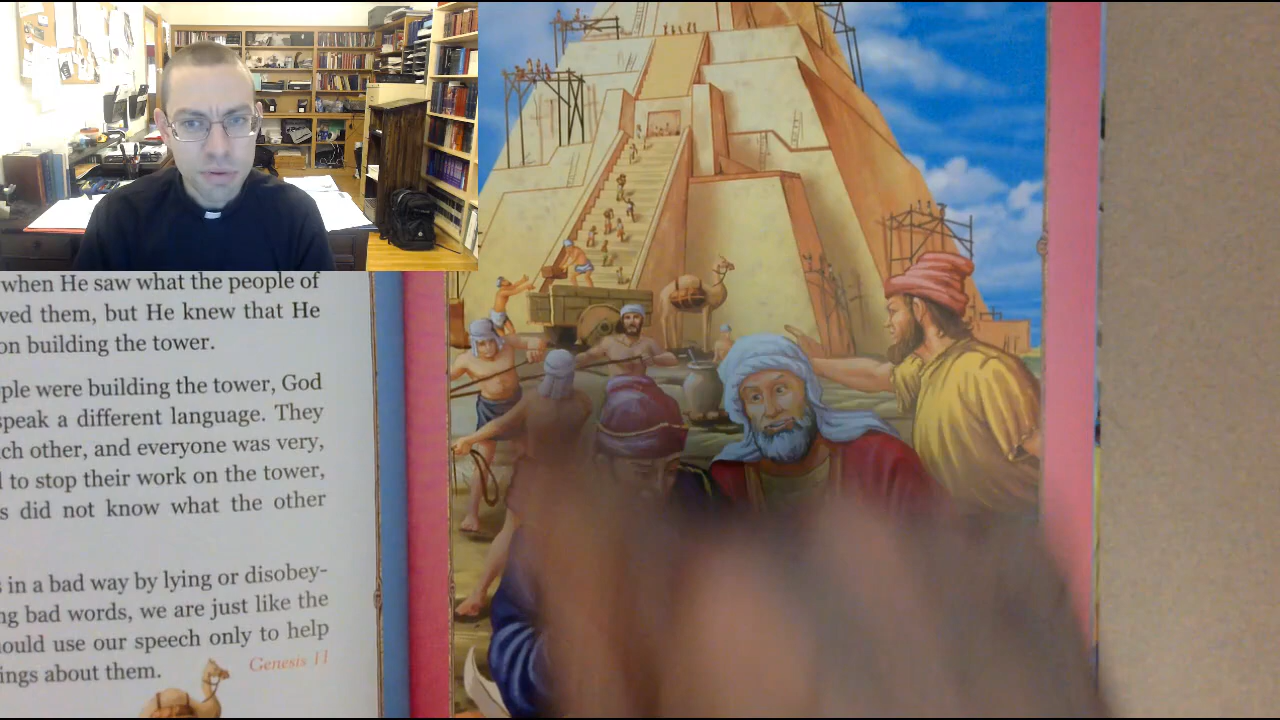 when He saw what the people of
ved them, but He knew that He
on building the tower.
ple were building the tower, God
speak a different language. They
ch other, and everyone was very,
to stop their work on the tower,
s did not know what the other
in a bad way by lying or disobey-
ng bad words, we are just like the
ould use our speech only to help
ings about them.
Genesis 11